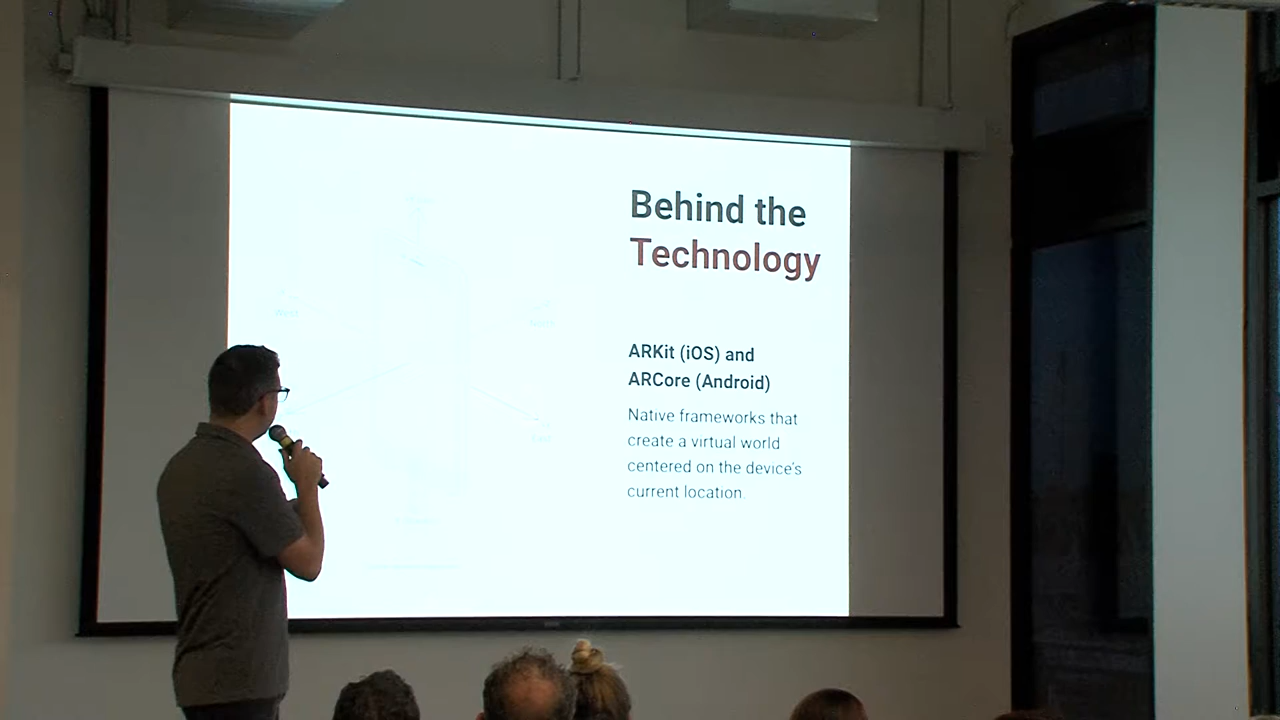 Behind the
Technology
ARKit (iOS) and
ARCore (Android)
Native frameworks that
create a virtual world
centered on the device's
current location.